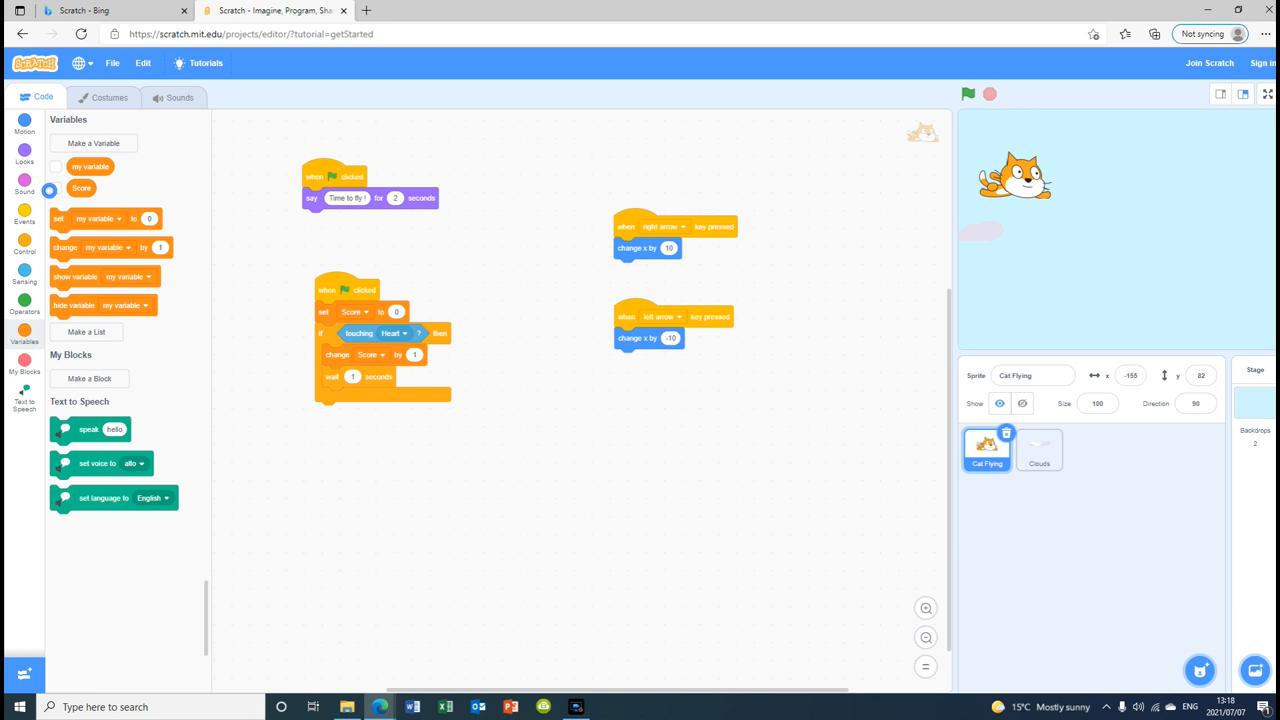 Scratch - Bing
Scratch - Imagine, Program, Sha
https://scratch.mit.edu/projects/editor/?tutorial=getStarted
Not syncing
SCRATCH
File
Edit
Tutorials
Join Scratch
Sign in
Code
Costumes
Sounds
Motion
Looks
Sound
Events
Control
Sensing
Operators
Variables
My Blocks
Text to
Speech
Variables
Make a Variable
my variable
Score
set my variable to 0
change my variable by 1
show variable my variable
hide variable my variable
Make a List
My Blocks
Make a Block
Text to Speech
speak hello
set voice to alto
set language to English
when clicked
say Time to fly ! for 2 seconds
when clicked
set Score to 0
if touching Heart ? then
change Score by 1
wait 1 seconds
when right arrow key pressed
change x by 10
when left arrow key pressed
change x by -10
Sprite Cat Flying x -155 y 82
Show Size 100 Direction 90
Cat Flying
Clouds
Stage
Backdrops
2
Type here to search
15°C Mostly sunny
ENG
13:18
2021/07/07